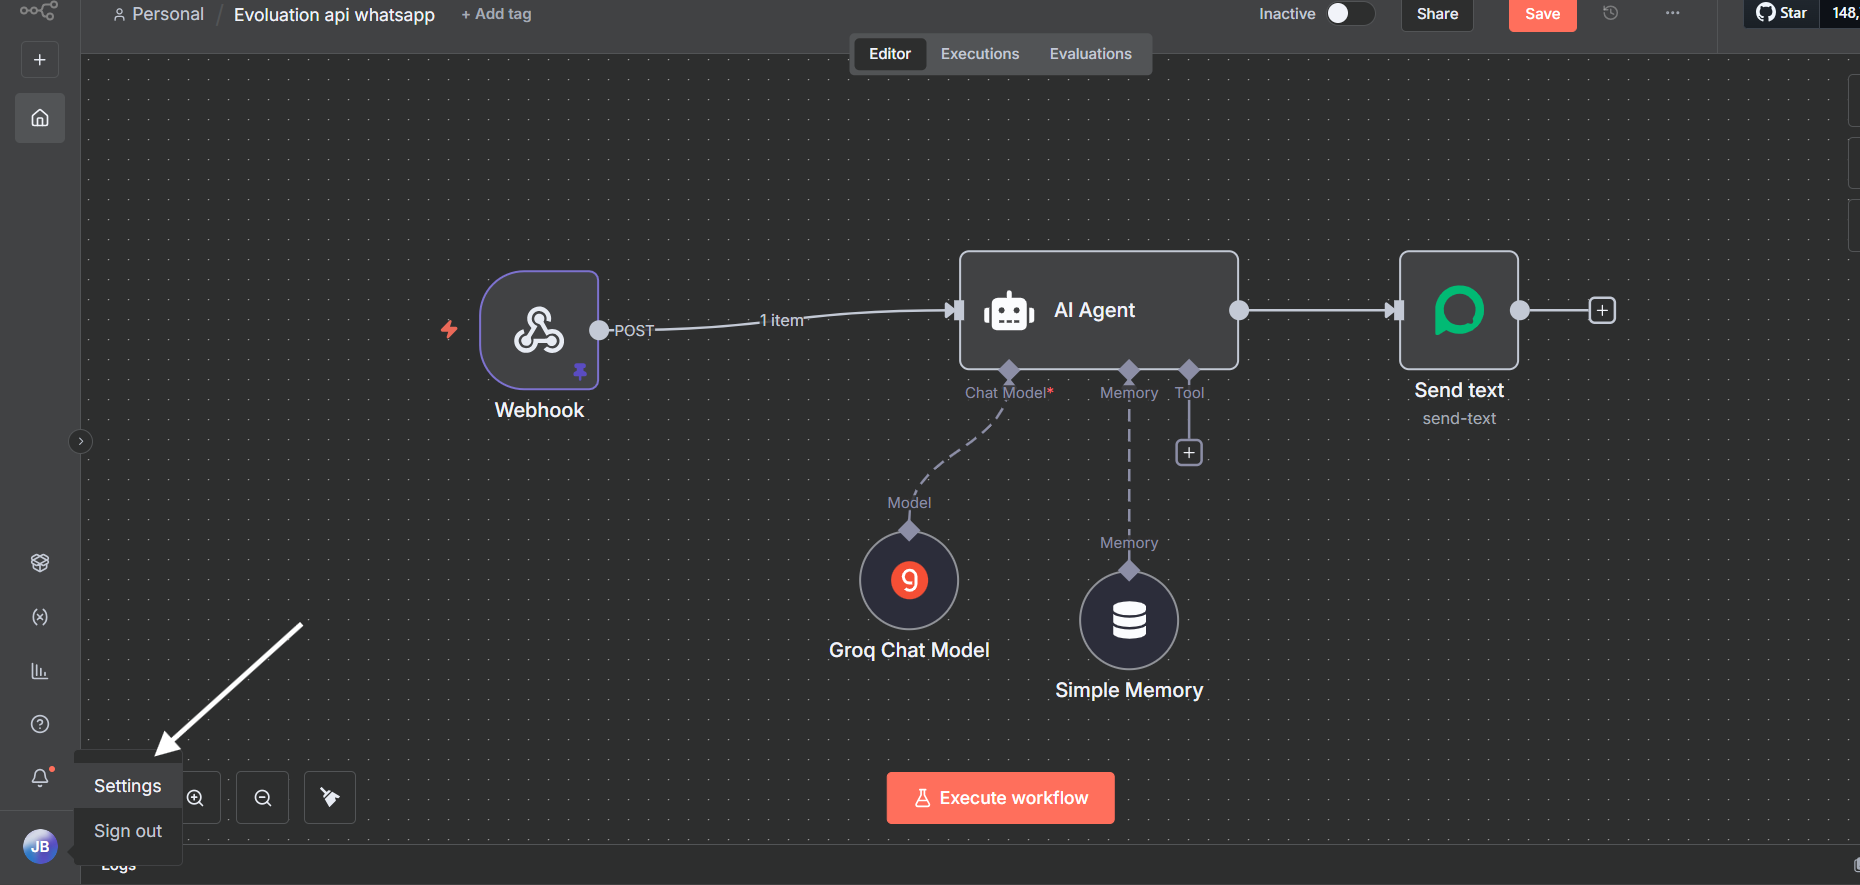 Personal / Evoluation api whatsapp + Add tag
Inactive Share Save ... Star 148,
Editor Executions Evaluations
POST
1 item
Webhook
AI Agent
Chat Model*
Memory
Tool
Send text
send-text
Model
Memory
Groq Chat Model
Simple Memory
Settings
Execute workflow
Sign out
JB
Logs